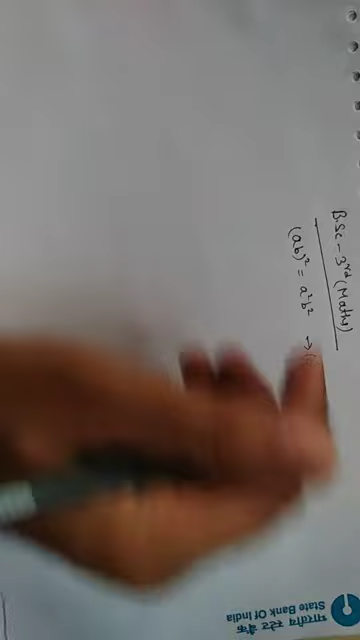 B.Sc - 3rd (Maths)
(ab)² = a²b² →
भारतीय स्टेट बैंक
State Bank Of India